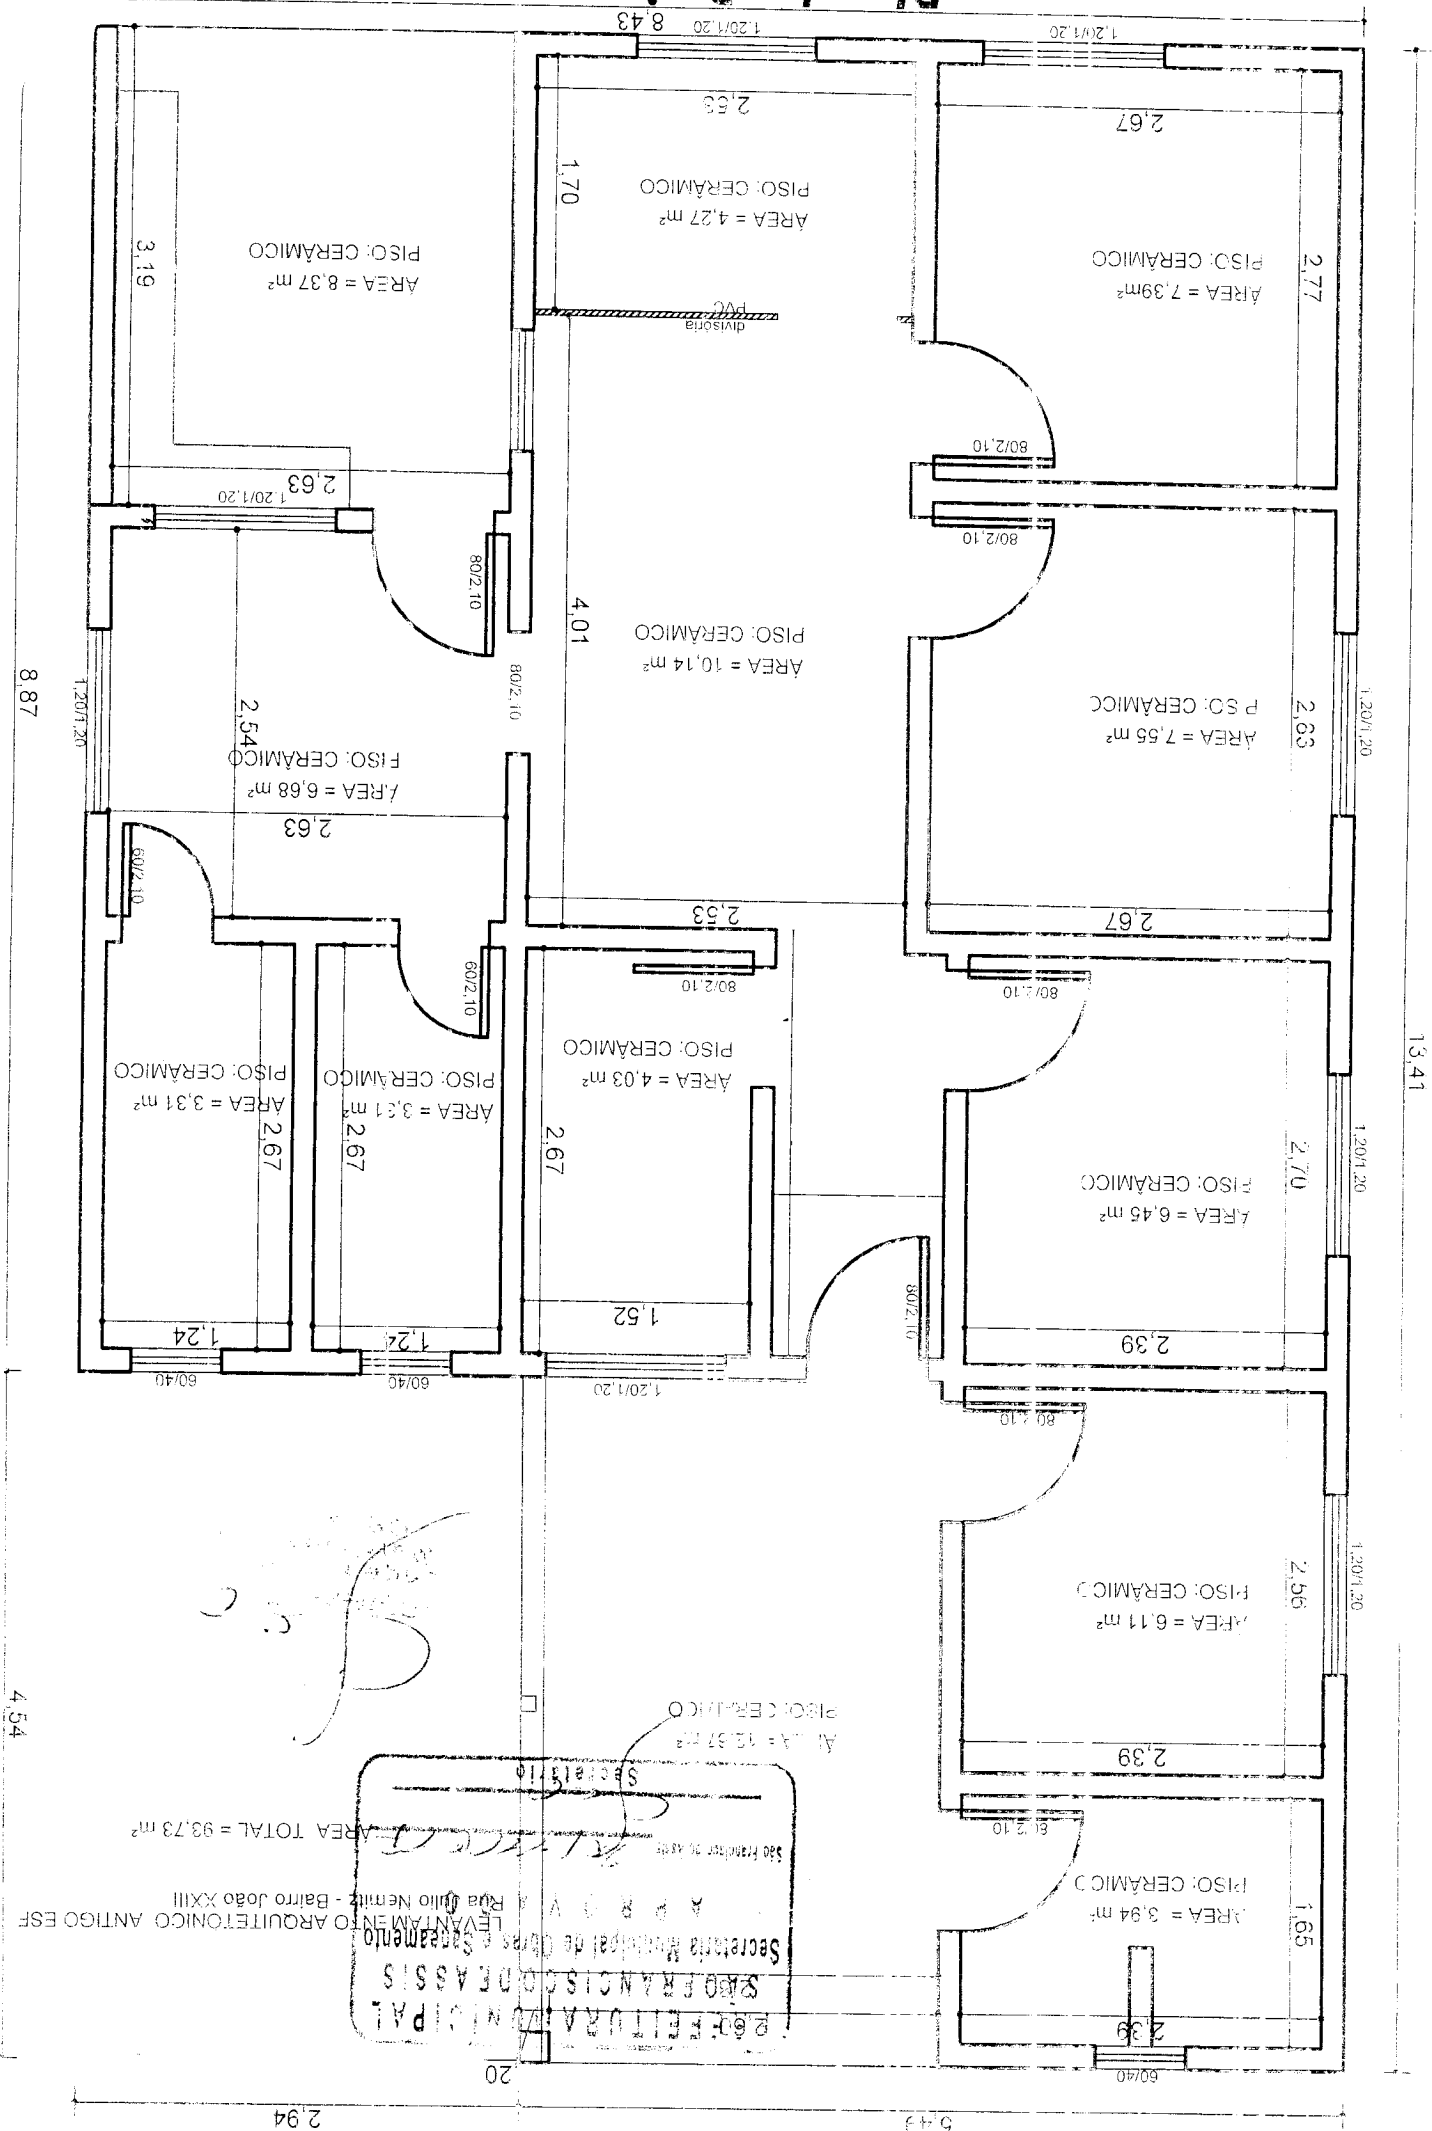 20
5,49
2,94
60/40
2,39
PREFEITURA MUNICIPAL
SÃO FRANCISCO DE ASSIS
Secretaria Municipal de Obras e Saneamento
APROVA
São Francisco de Assis
Secretário
LEVANTAMENTO ARQUITETONICO ANTIGO ESF
Rua Julio Nemitz - Bairro João XXIII
ÁREA TOTAL = 93,73 m²
ÁREA = 3,94 m²
PISO: CERÂMICO
1,65
80/2,10
2,39
PISO: CERÂMICO
4,54
ÁREA = 6,11 m²
PISO: CERÂMICO
2,56
1,20/1,20
80/2,10
1,20/1,20
60/40
60/40
2,39
1,52
1,24
1,24
80/2,10
ÁREA = 6,45 m²
PISO: CERÂMICO
2,70
1,20/1,20
13,41
ÁREA = 4,03 m²
PISO: CERÂMICO
2,67
ÁREA = 3,31 m²
PISO: CERÂMICO
2,67
ÁREA = 3,31 m²
PISO: CERÂMICO
2,67
80/2,10
80/2,10
60/2,10
60/2,10
2,67
2,53
2,63
ÁREA = 7,55 m²
PISO: CERÂMICO
2,63
1,20/1,20
ÁREA = 6,68 m²
PISO: CERÂMICO
2,54
1,20/1,20
8,87
80/2,10
ÁREA = 10,14 m²
PISO: CERÂMICO
4,01
80/2,10
80/2,10
80/2,10
1,20/1,20
2,63
divisória
PVC
ÁREA = 7,39m²
PISO: CERÂMICO
2,77
ÁREA = 8,37 m²
PISO: CERÂMICO
3,19
ÁREA = 4,27 m²
PISO: CERÂMICO
1,70
2,67
2,53
1,20/1,20
1,20/1,20
8,43